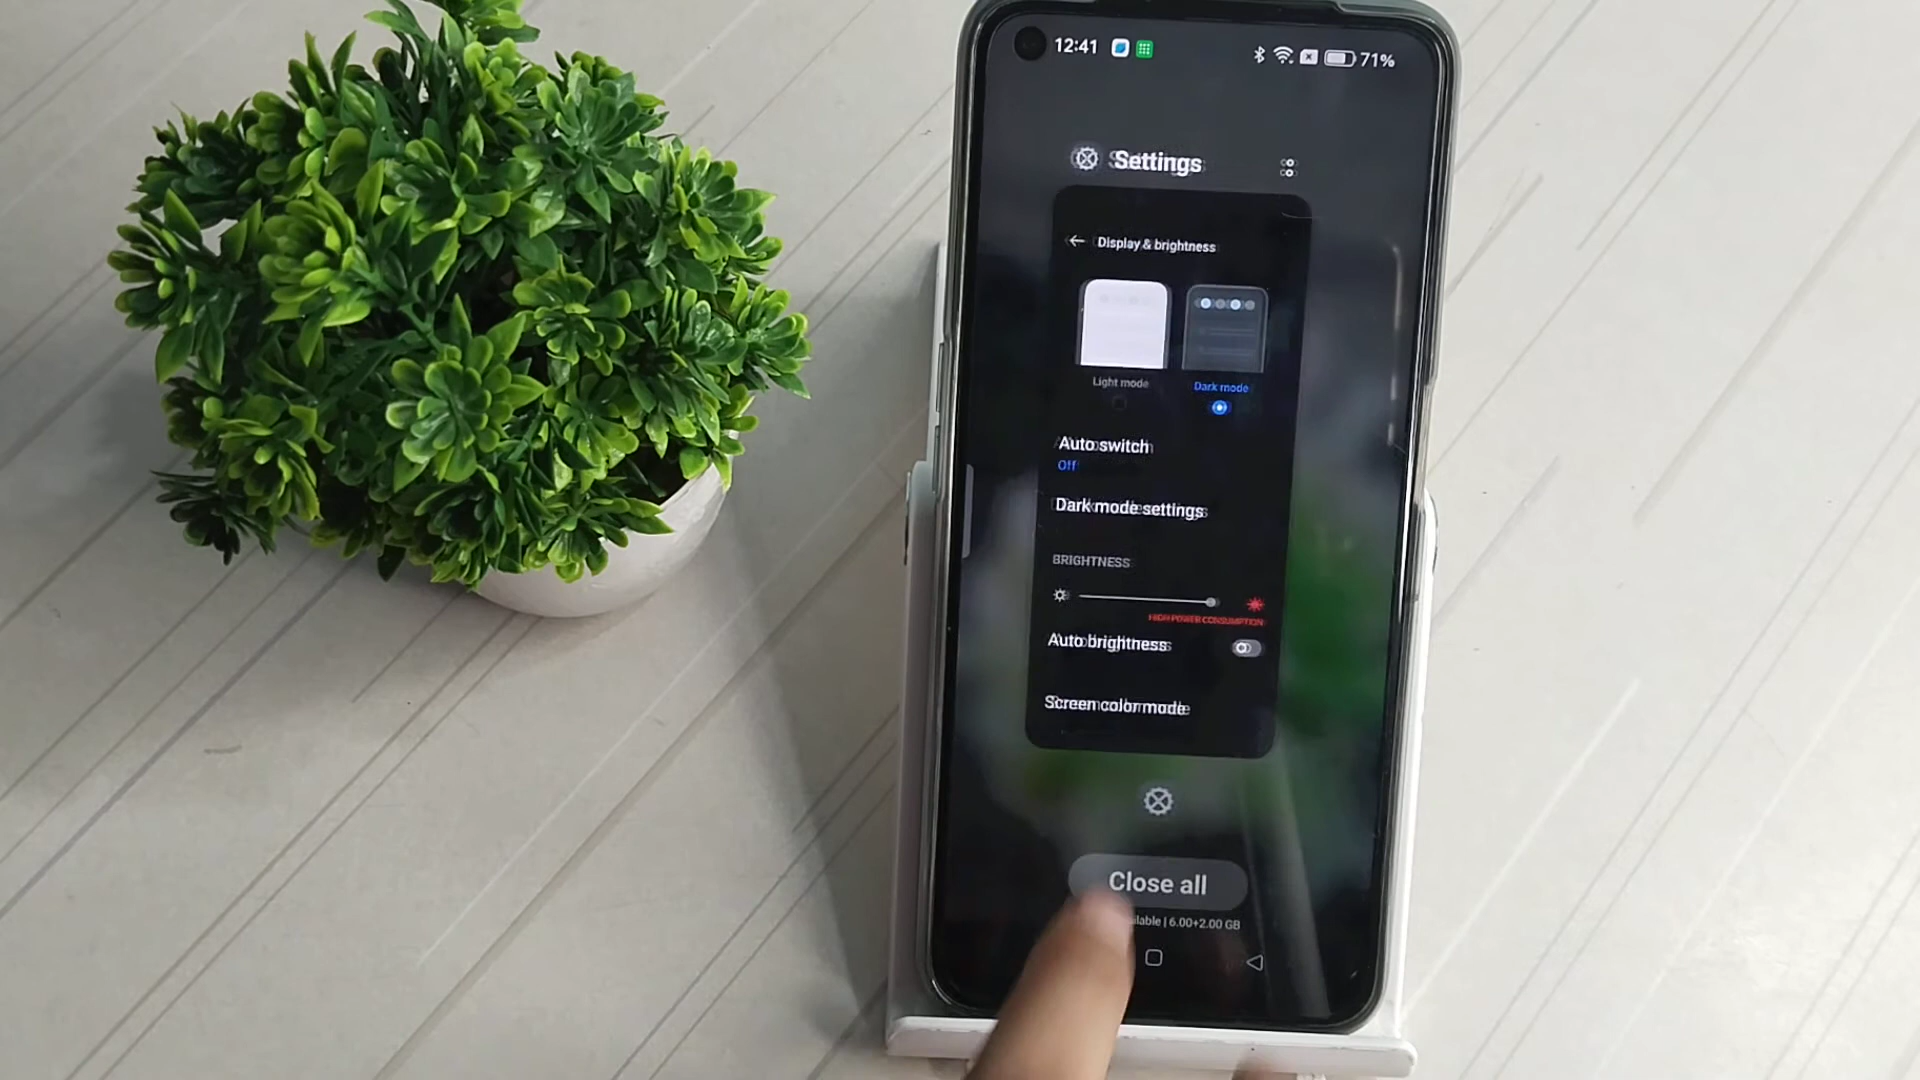 12:41
71%
Settings
Display & brightness
Light mode
Dark mode
Auto switch
Off
Dark mode settings
BRIGHTNESS
HIGH POWER CONSUMPTION
Auto brightness
Screen color mode
Close all
| 6.00+2.00 GB